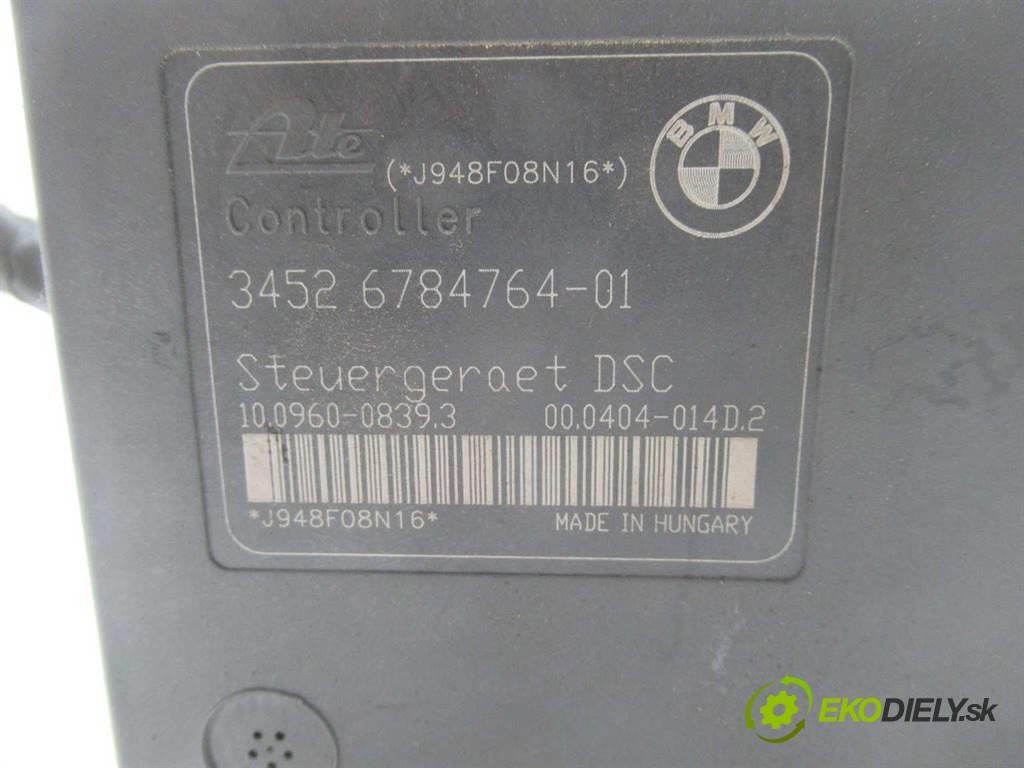 Ate
(*J948F08N16*)
BMW
Controller
3452 6784764-01
Steuergeraet DSC
10.0960-0839.3 00.0404-014D.2
*J948F08N16* MADE IN HUNGARY
EKODIELY.sk